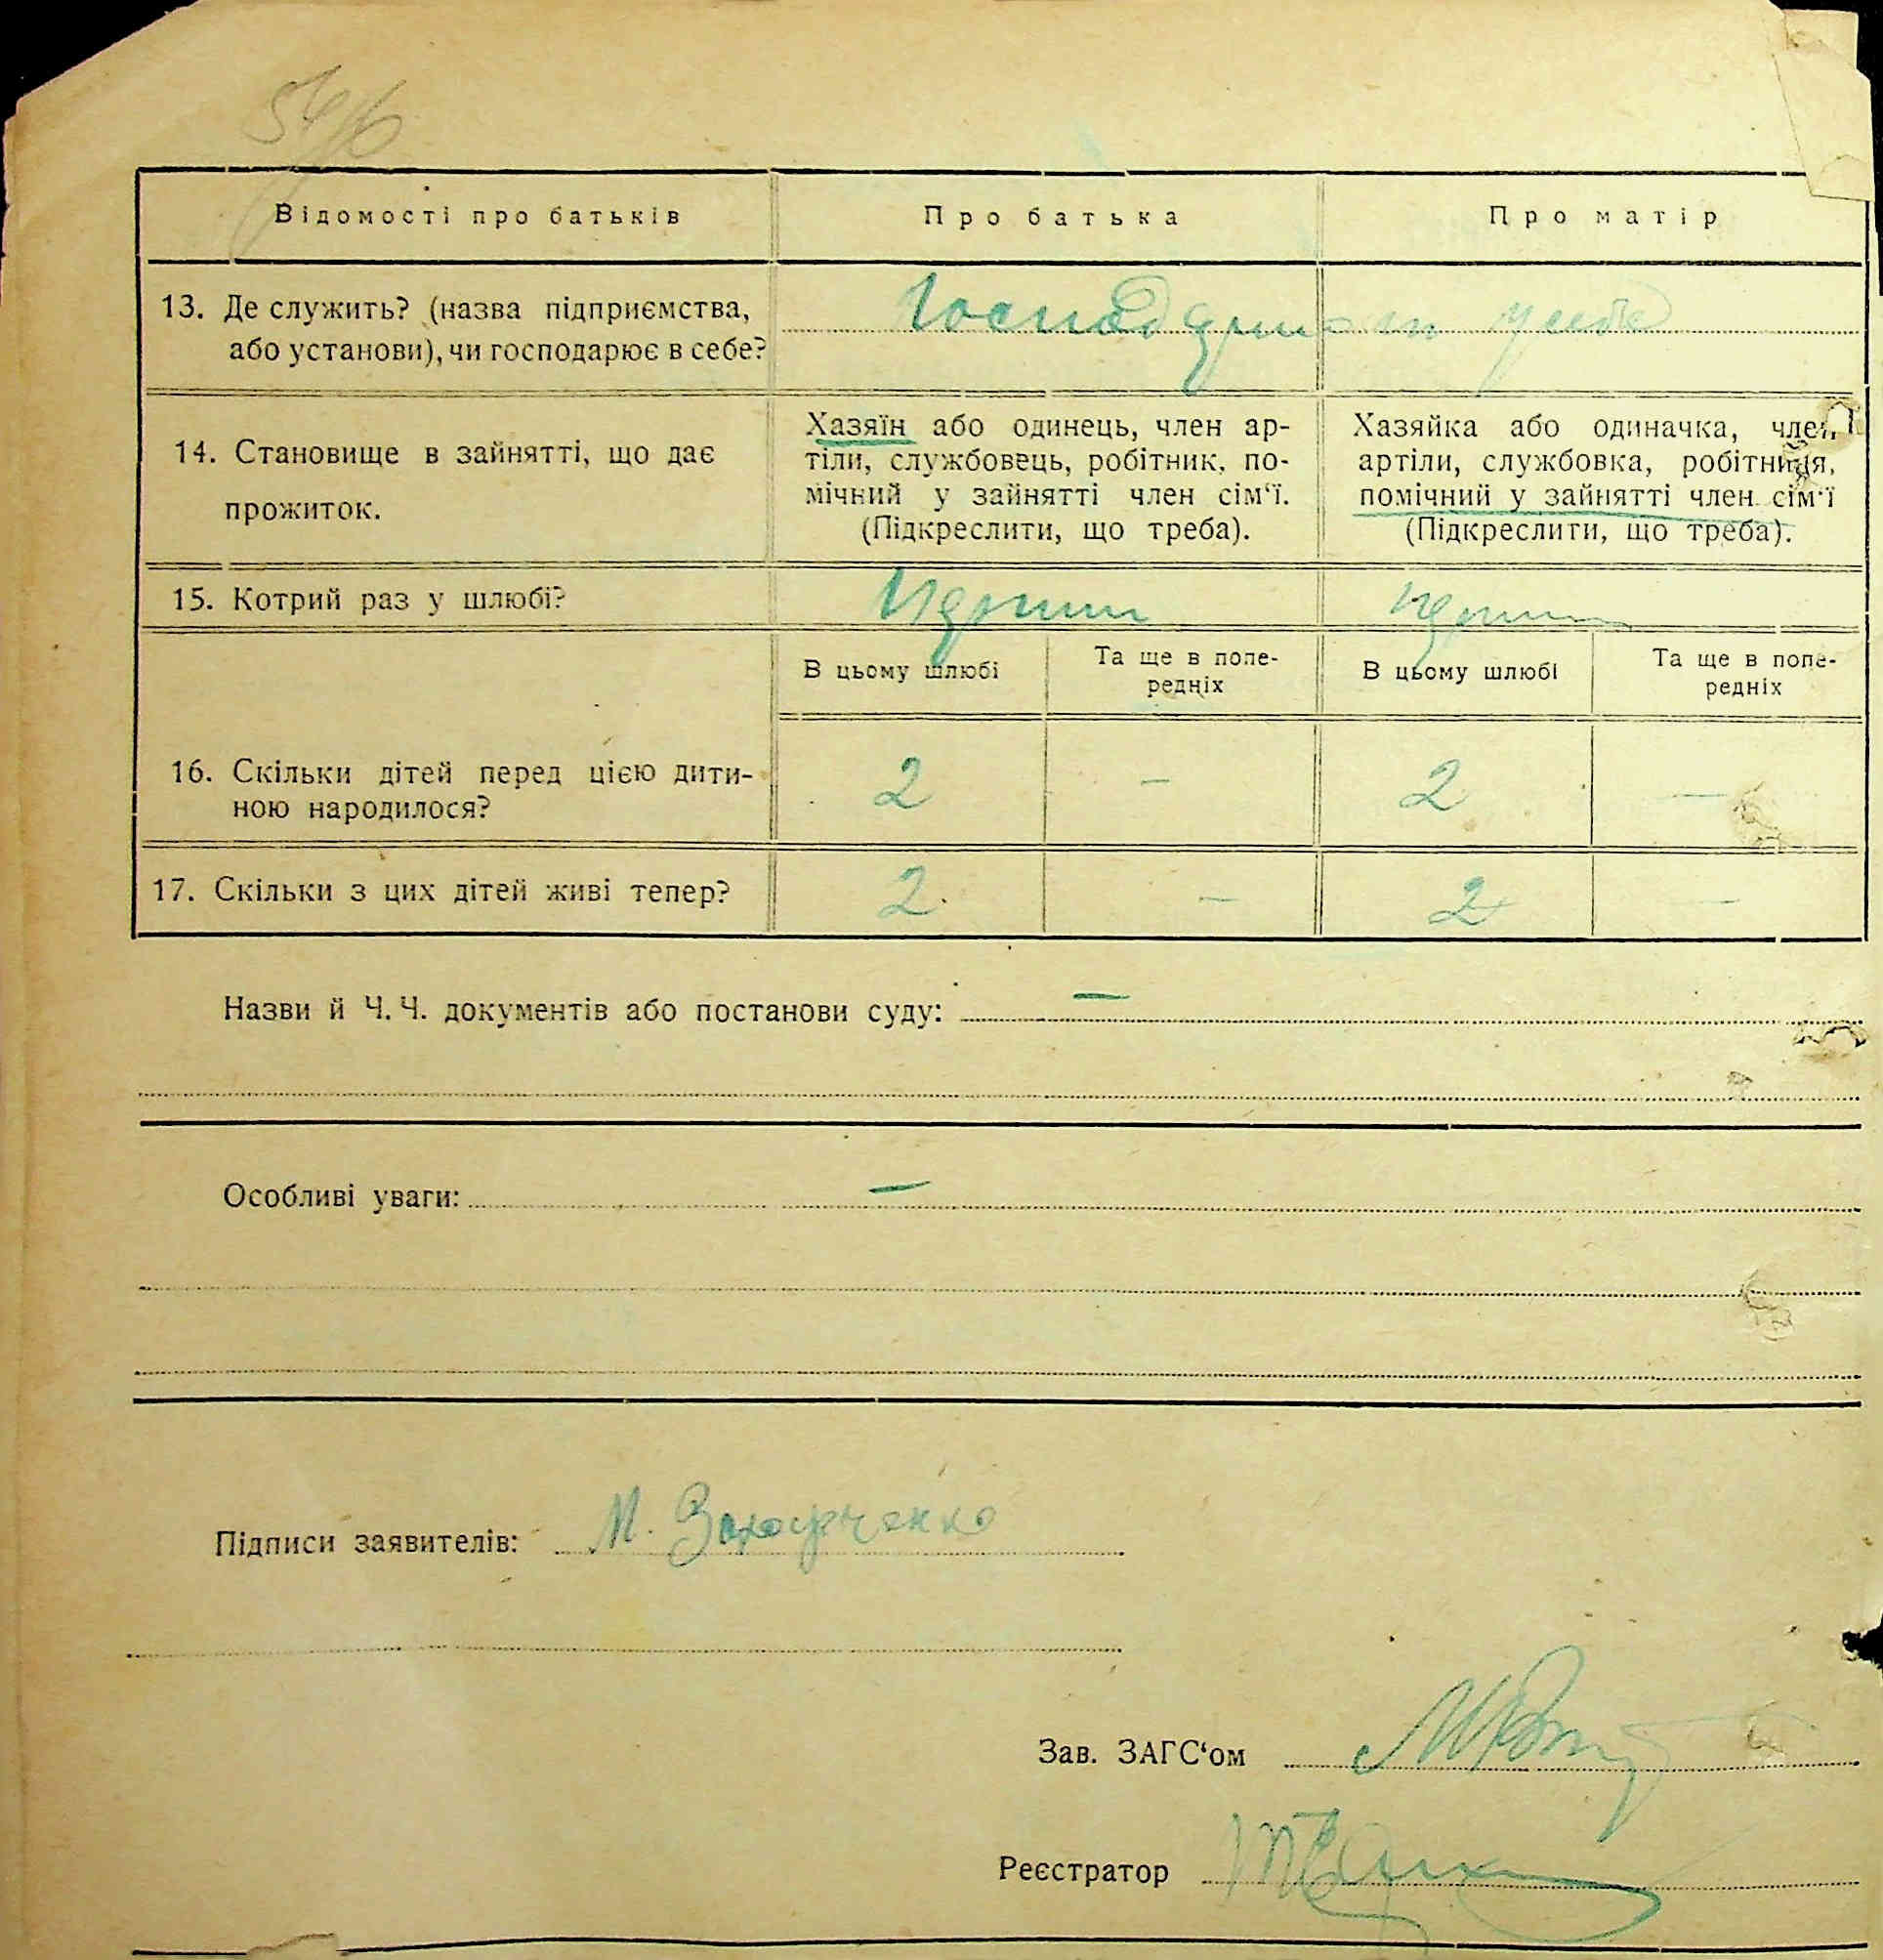 Відомості про батьків
Про батька
Про матір
13. Де служить? (назва підприємства,
або установи), чи господарює в себе?
14. Становище в зайнятті, що дає
прожиток.
Хазяїн або одинець, член ар-
тіли, службовець, робітник, по-
мічний у зайнятті член сім‘ї.
(Підкреслити, що треба).
Хазяйка або одиначка, член
артіли, службовка, робітниця,
помічний у зайнятті член сім‘ї
(Підкреслити, що треба).
15. Котрий раз у шлюбі?
В цьому шлюбі
Та ще в попе-
редніх
В цьому шлюбі
Та ще в попе-
редніх
16. Скільки дітей перед цією дити-
ною народилося?
2 – 2 –
17. Скільки з цих дітей живі тепер?
2 – 2 –
Назви й Ч. Ч. документів або постанови суду: –
Особливі уваги: –
Підписи заявителів: М.
Зав. ЗАГС‘ом
Реєстратор